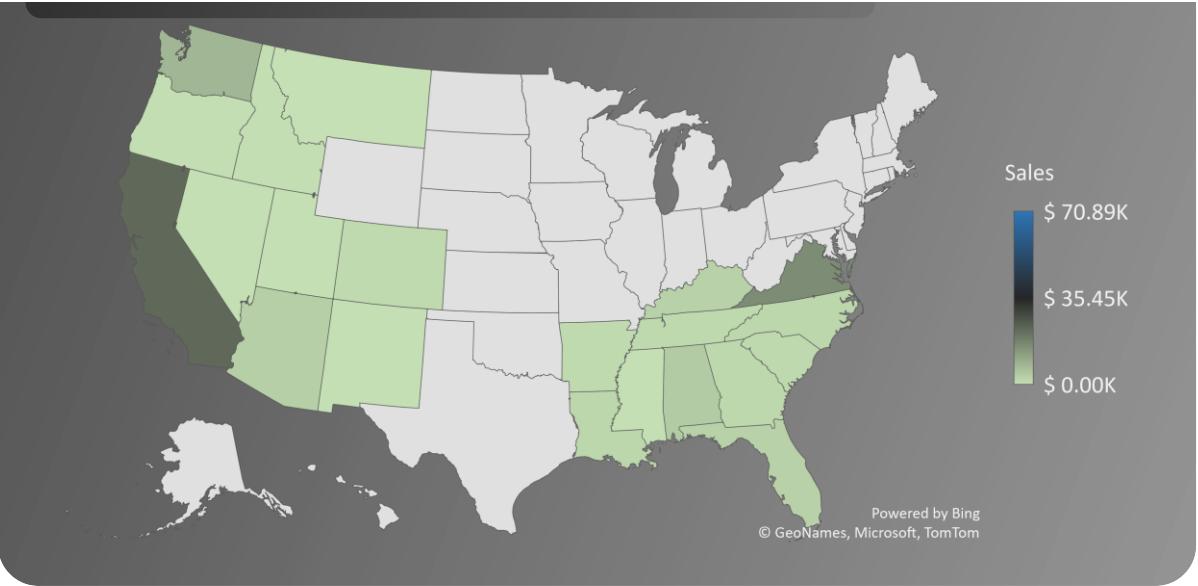 Sales
$ 70.89K
$ 35.45K
$ 0.00K
Powered by Bing
© GeoNames, Microsoft, TomTom